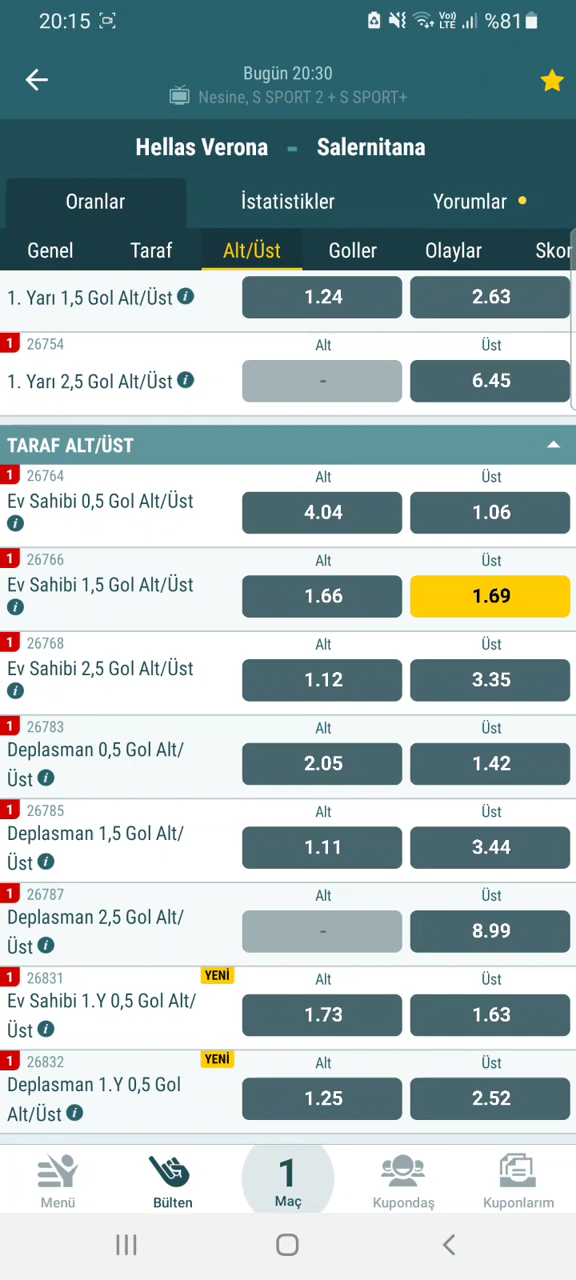 20:15 Vo)) LTE %81
Bugün 20:30
Nesine, S SPORT 2 + S SPORT+
Hellas Verona - Salernitana
Oranlar İstatistikler Yorumlar
Genel Taraf Alt/Üst Goller Olaylar Skor
1. Yarı 1,5 Gol Alt/Üst i 1.24 2.63
1 26754 Alt Üst
1. Yarı 2,5 Gol Alt/Üst i - 6.45
TARAF ALT/ÜST
1 26764 Alt Üst
Ev Sahibi 0,5 Gol Alt/Üst i 4.04 1.06
1 26766 Alt Üst
Ev Sahibi 1,5 Gol Alt/Üst i 1.66 1.69
1 26768 Alt Üst
Ev Sahibi 2,5 Gol Alt/Üst i 1.12 3.35
1 26783 Alt Üst
Deplasman 0,5 Gol Alt/
Üst i 2.05 1.42
1 26785 Alt Üst
Deplasman 1,5 Gol Alt/
Üst i 1.11 3.44
1 26787 Alt Üst
Deplasman 2,5 Gol Alt/
Üst i - 8.99
1 26831 YENİ Alt Üst
Ev Sahibi 1.Y 0,5 Gol Alt/
Üst i 1.73 1.63
1 26832 YENİ Alt Üst
Deplasman 1.Y 0,5 Gol
Alt/Üst i 1.25 2.52
Menü Bülten 1 Maç Kupondaş Kuponlarım